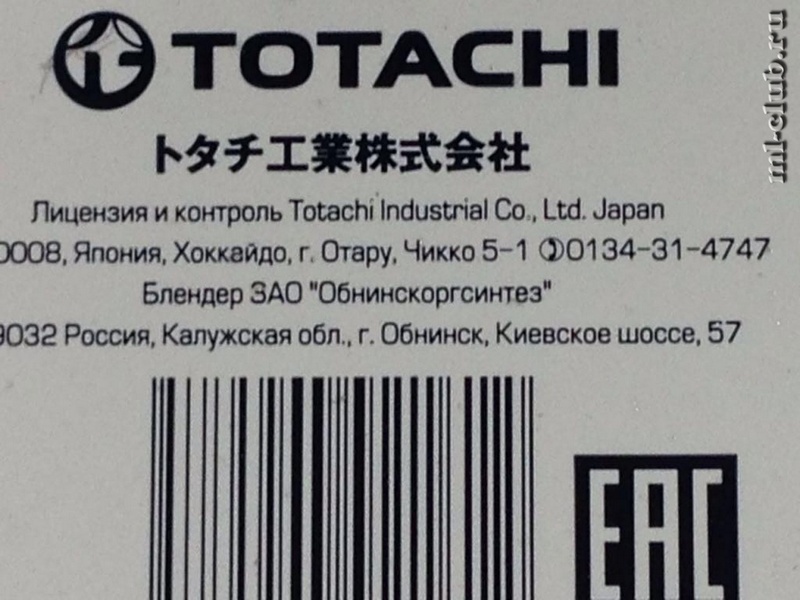 TOTACHI
トタチ工業株式会社
Лицензия и контроль Totachi Industrial Co., Ltd. Japan
0008, Япония, Хоккайдо, г. Отару, Чикко 5-1 ✆0134-31-4747
Блендер ЗАО "Обнинскоргсинтез"
9032 Россия, Калужская обл., г. Обнинск, Киевское шоссе, 57
EAC
ml-club.ru